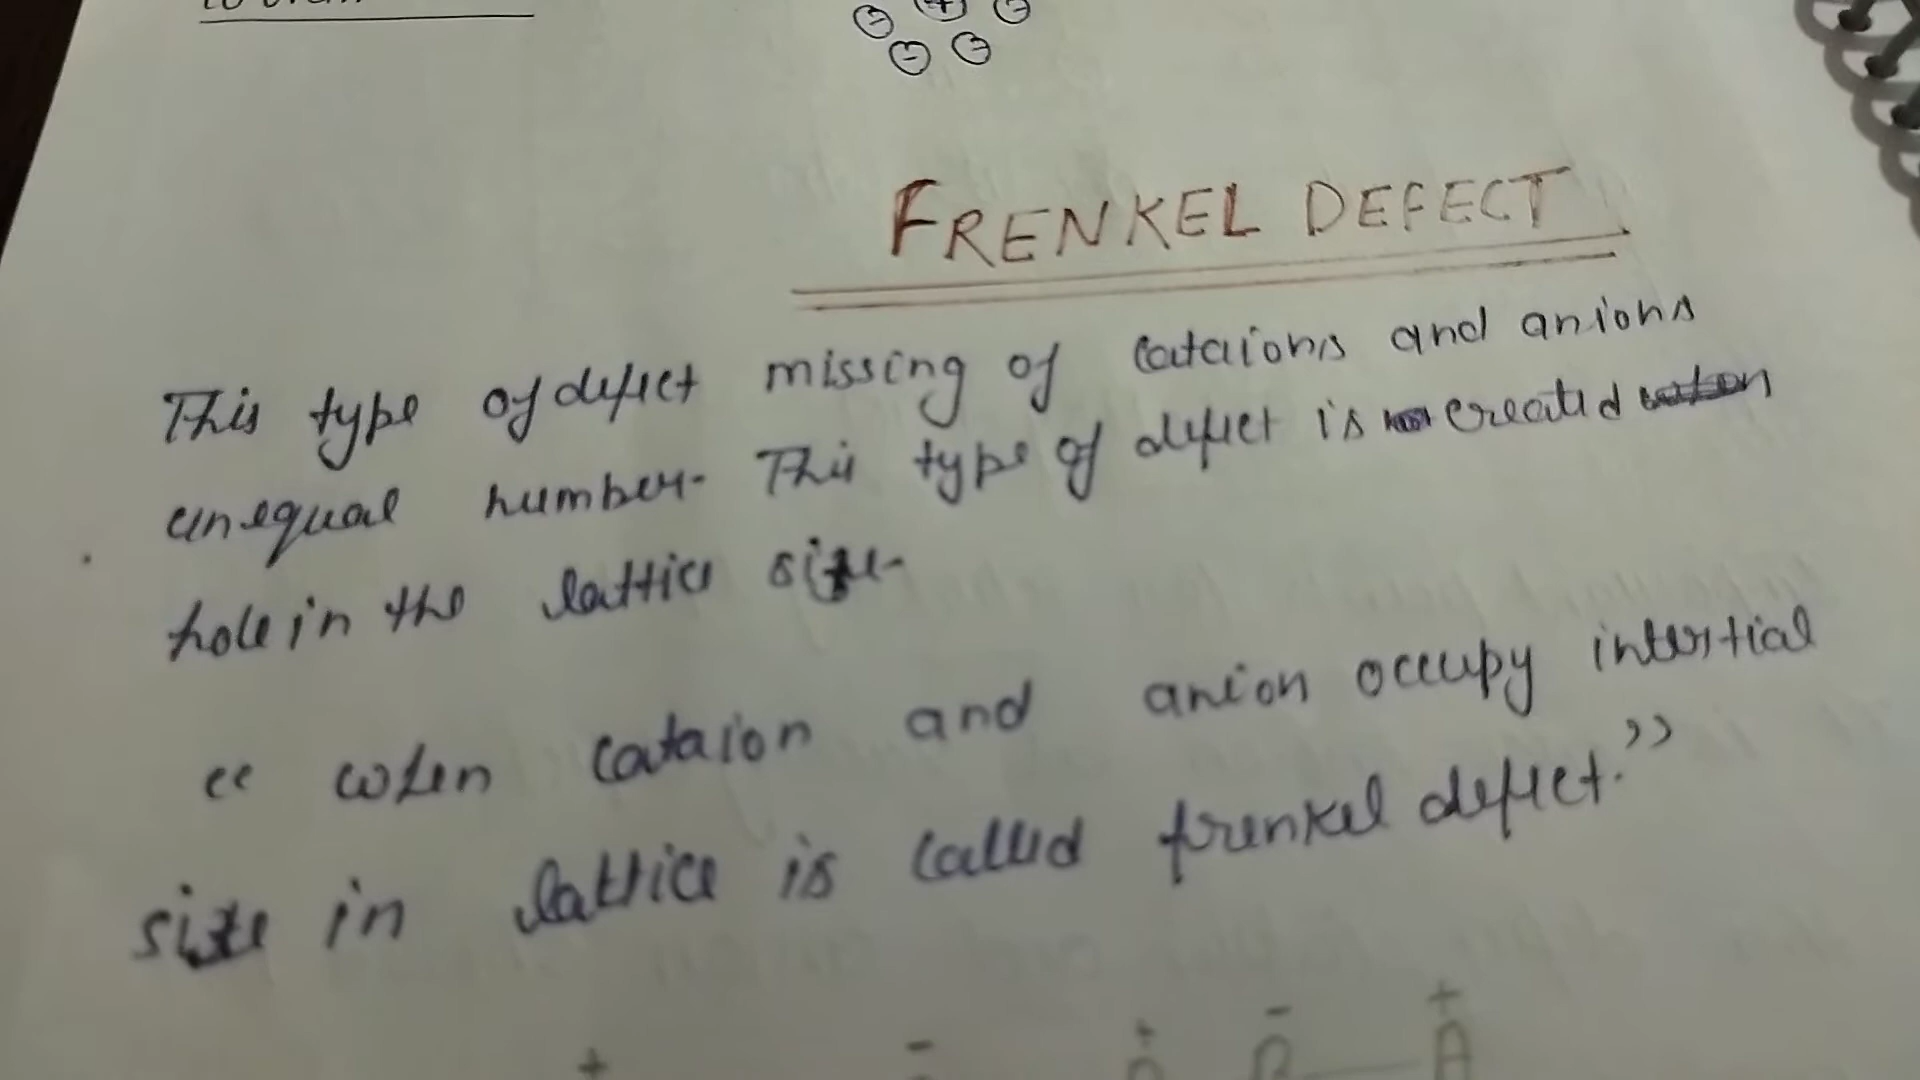 FRENKEL DEFECT
This type of defect missing of cataions and anions
unequal number. This type of defect is created
hole in the lattice site.
" when cataion and anion occupy intertial
site in lattice is called frenkel defect."
+ - + - +
B A